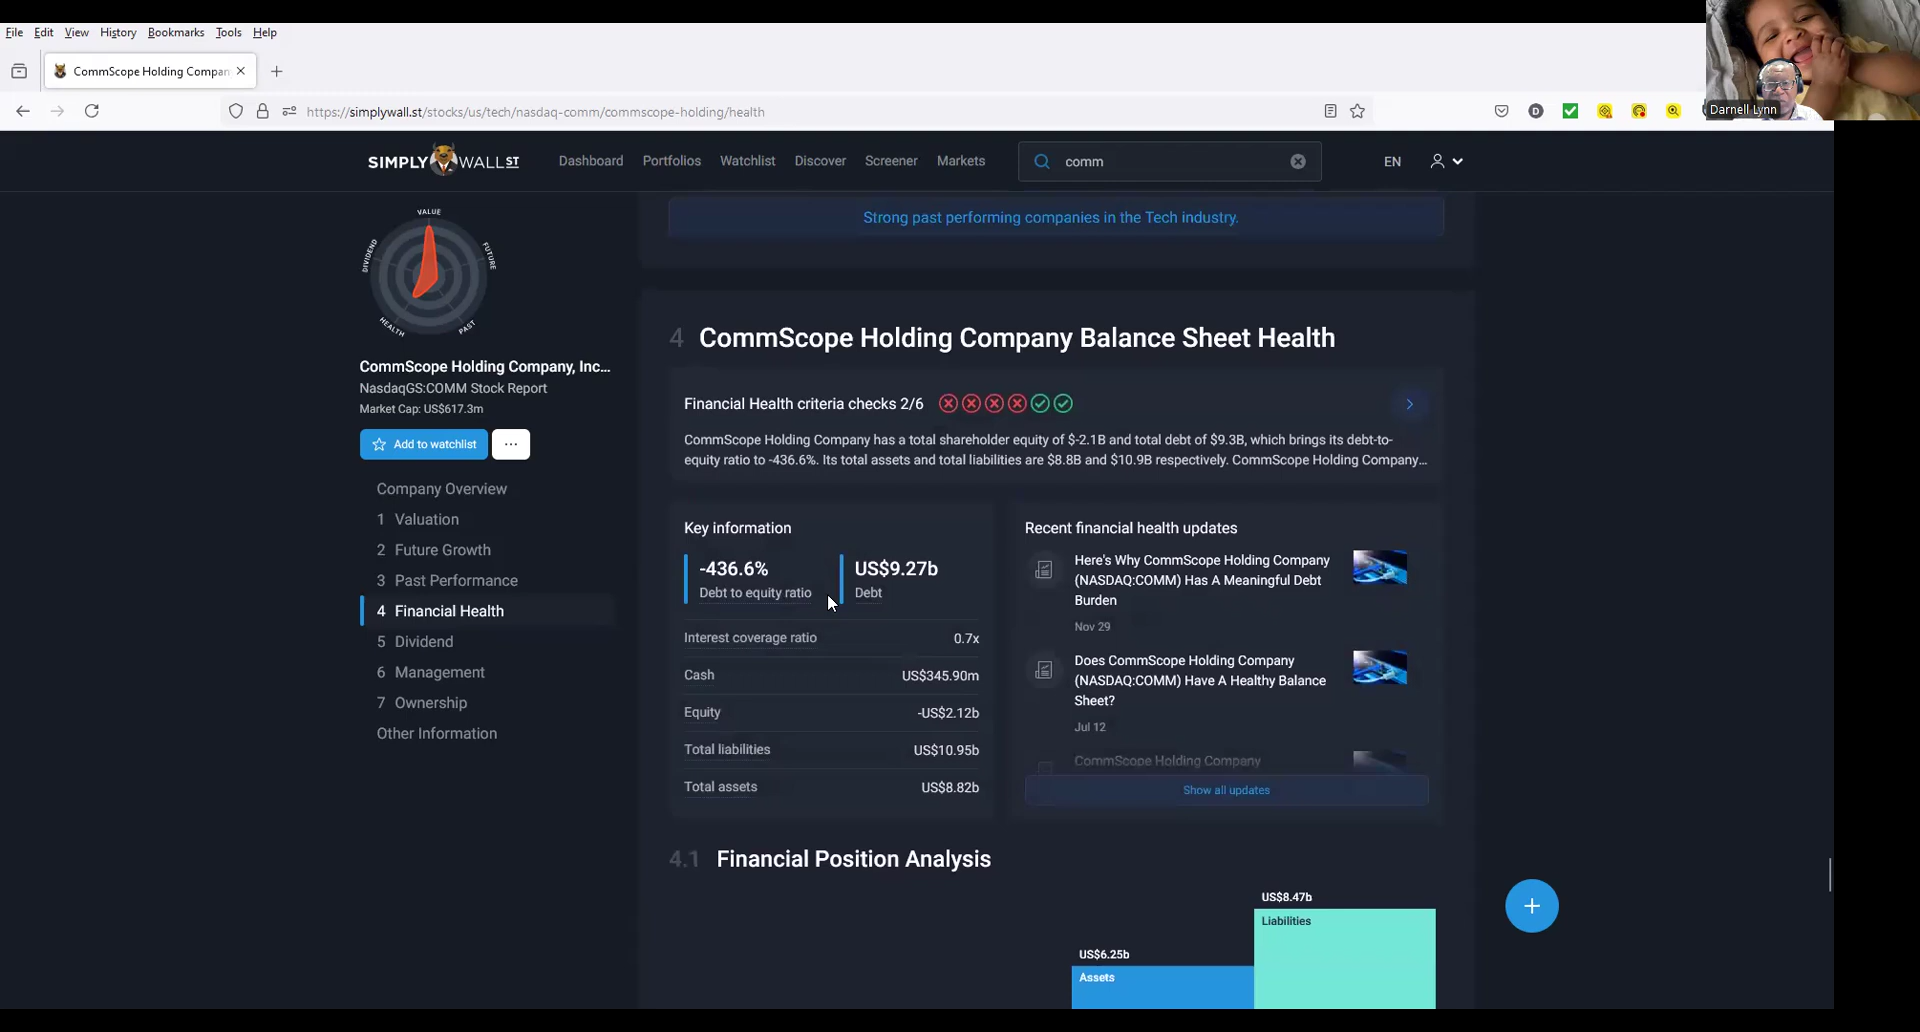 File Edit View History Bookmarks Tools Help
CommScope Holding Compan
https://simplywall.st/stocks/us/tech/nasdaq-comm/commscope-holding/health
Darnell Lynn
SIMPLY WALL ST
Dashboard Portfolios Watchlist Discover Screener Markets
comm
EN
VALUE
FUTURE
PAST
HEALTH
DIVIDEND
CommScope Holding Company, Inc...
NasdaqGS:COMM Stock Report
Market Cap: US$617.3m
Add to watchlist
...
Company Overview
1 Valuation
2 Future Growth
3 Past Performance
4 Financial Health
5 Dividend
6 Management
7 Ownership
Other Information
Strong past performing companies in the Tech industry.
4 CommScope Holding Company Balance Sheet Health
Financial Health criteria checks 2/6
CommScope Holding Company has a total shareholder equity of $-2.1B and total debt of $9.3B, which brings its debt-to-
equity ratio to -436.6%. Its total assets and total liabilities are $8.8B and $10.9B respectively. CommScope Holding Company...
Key information
-436.6%
Debt to equity ratio
US$9.27b
Debt
Interest coverage ratio 0.7x
Cash US$345.90m
Equity -US$2.12b
Total liabilities US$10.95b
Total assets US$8.82b
Recent financial health updates
Here's Why CommScope Holding Company
(NASDAQ:COMM) Has A Meaningful Debt
Burden
Nov 29
Does CommScope Holding Company
(NASDAQ:COMM) Have A Healthy Balance
Sheet?
Jul 12
CommScope Holding Company
Show all updates
4.1 Financial Position Analysis
US$8.47b
Liabilities
US$6.25b
Assets